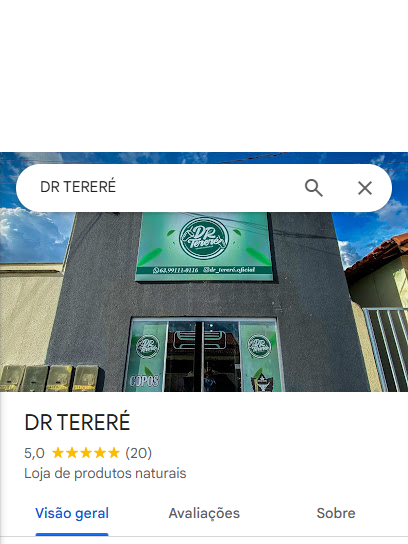 DR TERERÉ
DR
Tereré
63.99111-0116 @dr_tereré.oficial
DR
Tereré
DR
Tereré
COPOS
DR TERERÉ
5,0 ★★★★★ (20)
Loja de produtos naturais
Visão geral Avaliações Sobre